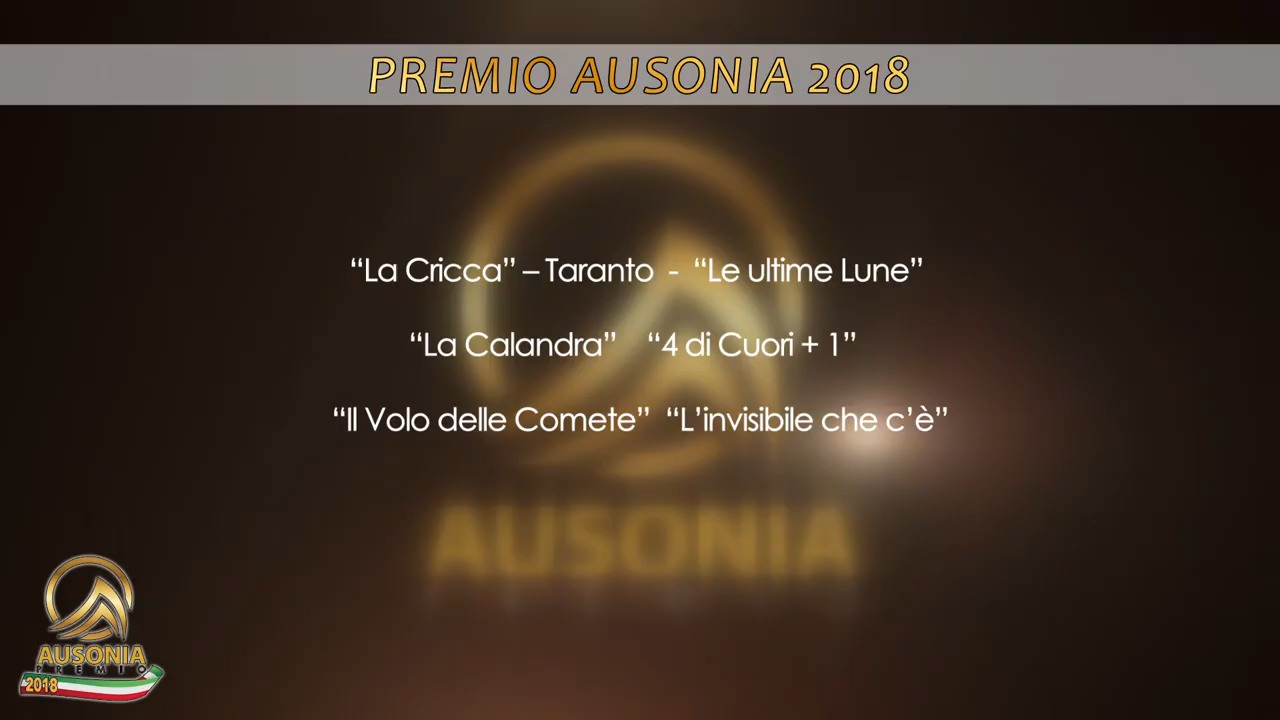 PREMIO AUSONIA 2018
“La Cricca” – Taranto - “Le ultime Lune”
“La Calandra” “4 di Cuori + 1”
“Il Volo delle Comete” “L’invisibile che c’è”
AUSONIA
AUSONIA
PREMIO
2018